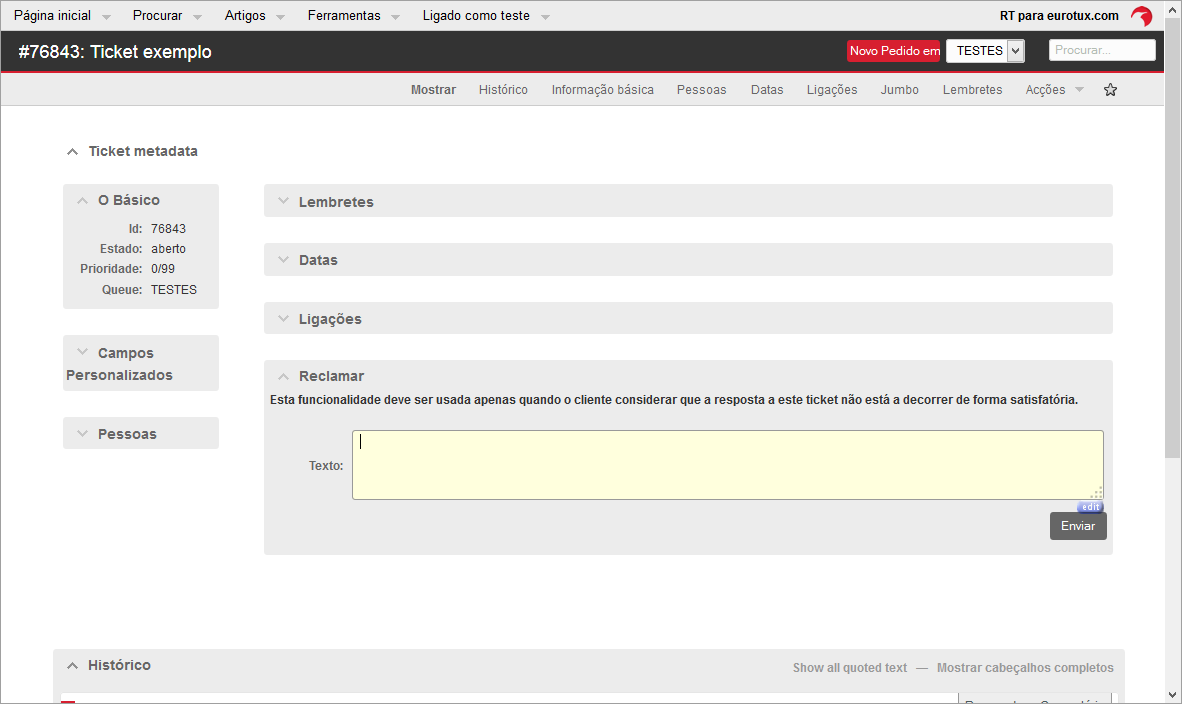 Página inicial Procurar Artigos Ferramentas Ligado como teste RT para eurotux.com
#76843: Ticket exemplo Novo Pedido em TESTES Procurar...
Mostrar Histórico Informação básica Pessoas Datas Ligações Jumbo Lembretes Acções
Ticket metadata
O Básico
Id: 76843
Estado: aberto
Prioridade: 0/99
Queue: TESTES
Campos
Personalizados
Pessoas
Lembretes
Datas
Ligações
Reclamar
Esta funcionalidade deve ser usada apenas quando o cliente considerar que a resposta a este ticket não está a decorrer de forma satisfatória.
Texto:
edit
Enviar
Histórico Show all quoted text — Mostrar cabeçalhos completos